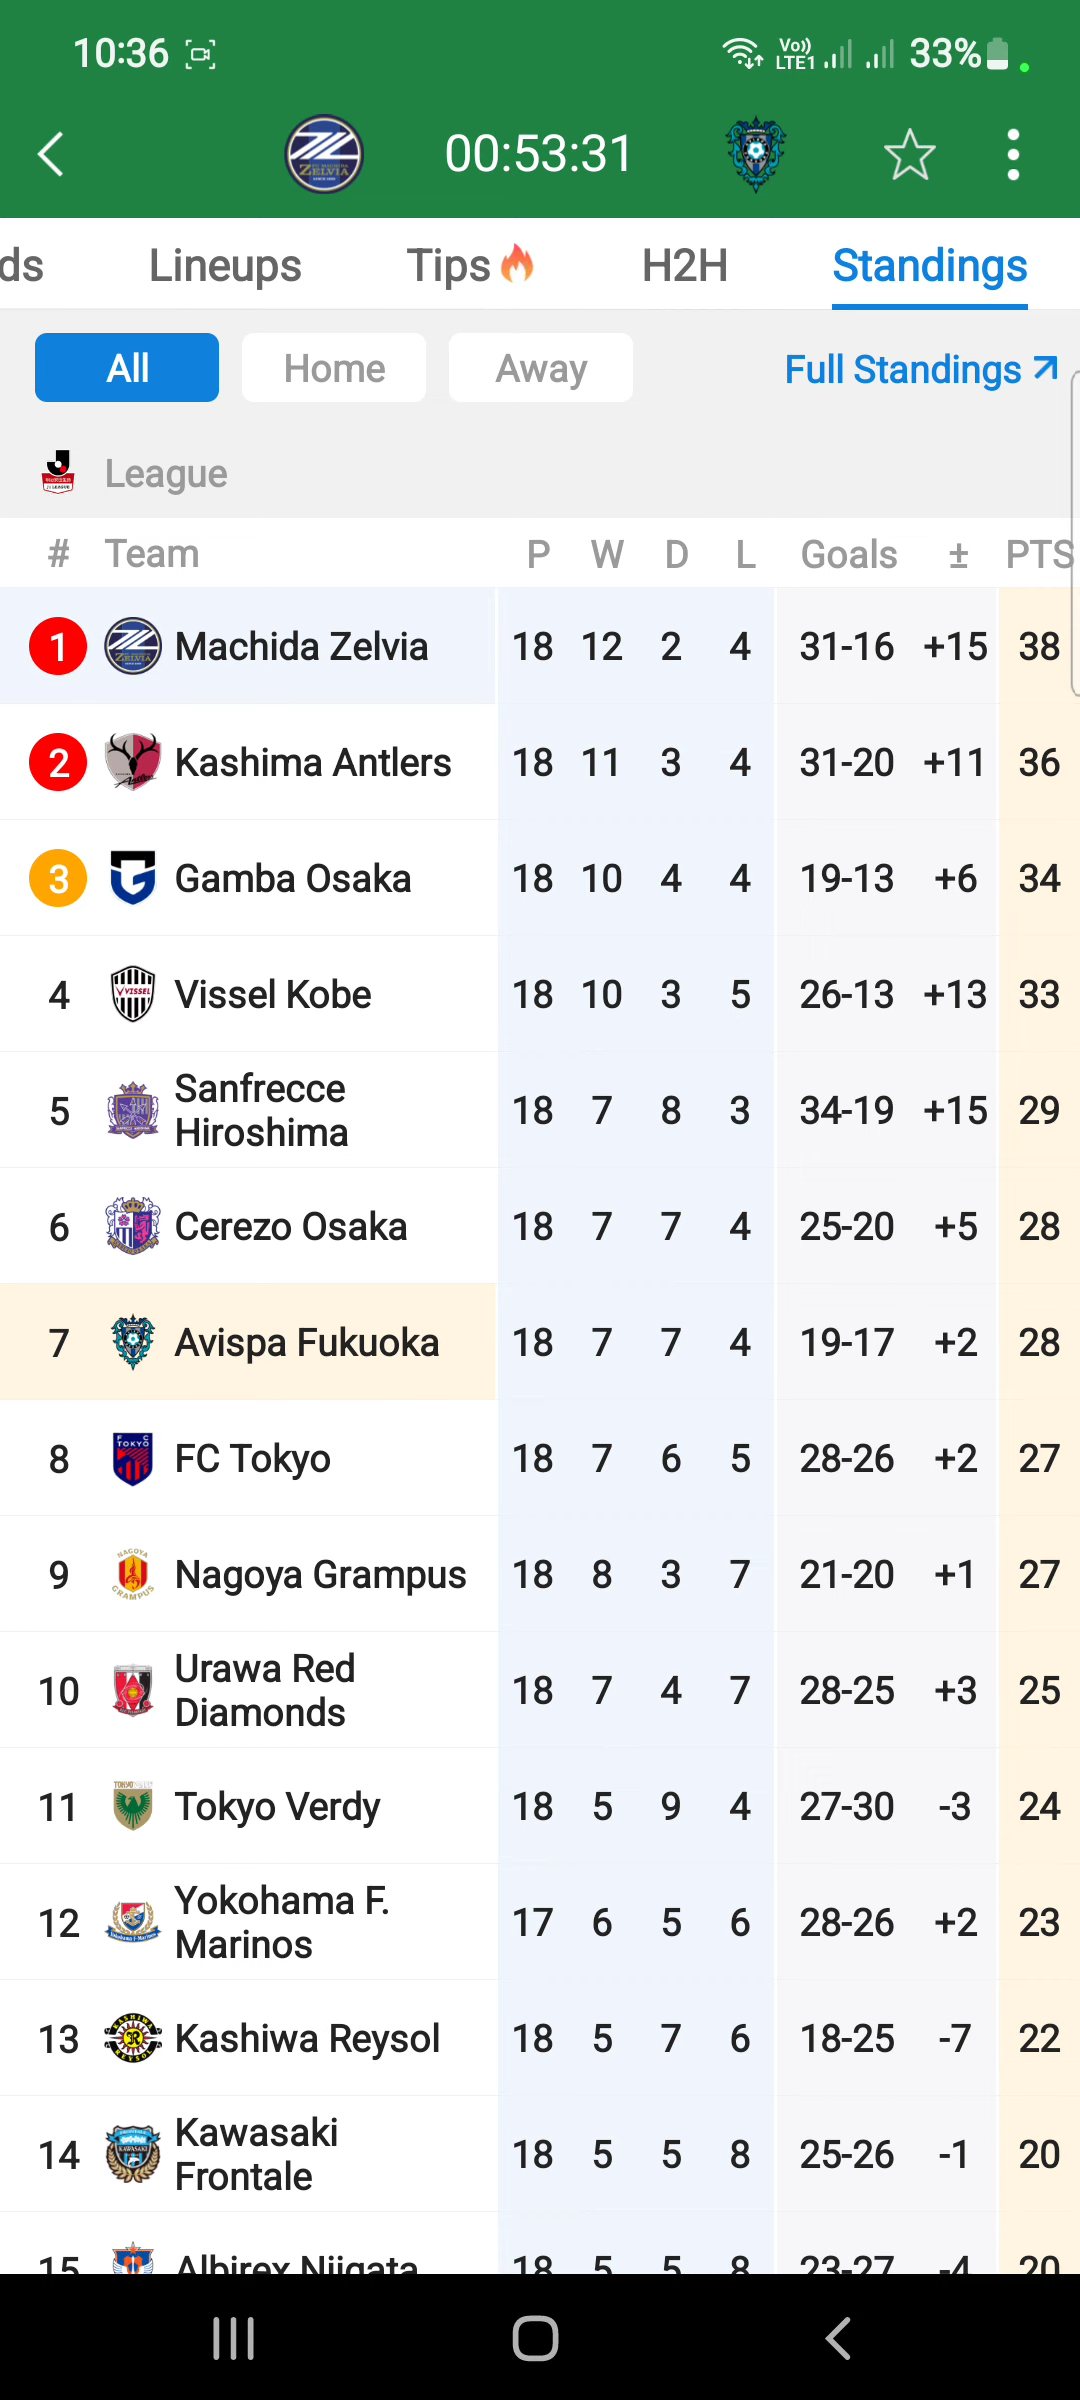 10:36 Vo)) LTE1 33%
00:53:31
ds Lineups Tips H2H Standings
All Home Away Full Standings
League
# Team P W D L Goals ± PTS
1 Machida Zelvia 18 12 2 4 31-16 +15 38
2 Kashima Antlers 18 11 3 4 31-20 +11 36
3 Gamba Osaka 18 10 4 4 19-13 +6 34
4 Vissel Kobe 18 10 3 5 26-13 +13 33
5 Sanfrecce Hiroshima 18 7 8 3 34-19 +15 29
6 Cerezo Osaka 18 7 7 4 25-20 +5 28
7 Avispa Fukuoka 18 7 7 4 19-17 +2 28
8 FC Tokyo 18 7 6 5 28-26 +2 27
9 Nagoya Grampus 18 8 3 7 21-20 +1 27
10 Urawa Red Diamonds 18 7 4 7 28-25 +3 25
11 Tokyo Verdy 18 5 9 4 27-30 -3 24
12 Yokohama F. Marinos 17 6 5 6 28-26 +2 23
13 Kashiwa Reysol 18 5 7 6 18-25 -7 22
14 Kawasaki Frontale 18 5 5 8 25-26 -1 20
15 Albirex Niigata 18 5 5 8 23-27 -4 20